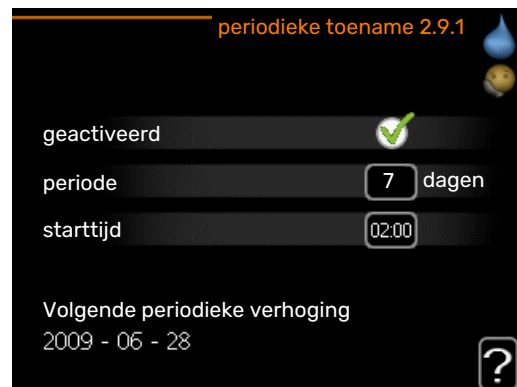 periodieke toename 2.9.1
geactiveerd
periode 7 dagen
starttijd 02:00
Volgende periodieke verhoging
2009 - 06 - 28
?